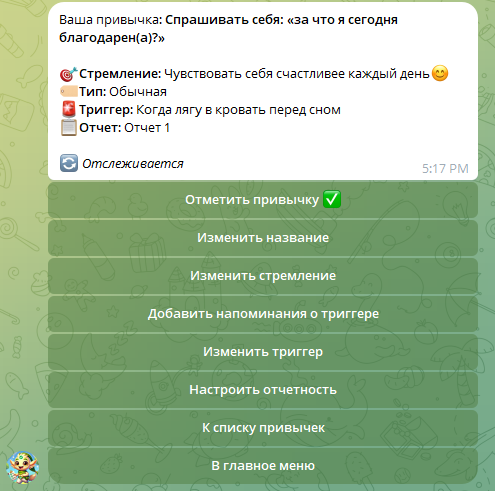 Ваша привычка: Спрашивать себя: «за что я сегодня
благодарен(а)?»
🎯Стремление: Чувствовать себя счастливее каждый день😊
🏷️Тип: Обычная
🚨Триггер: Когда лягу в кровать перед сном
📋Отчет: Отчет 1
🔄 Отслеживается
5:17 PM
Отметить привычку ✅
Изменить название
Изменить стремление
Добавить напоминания о триггере
Изменить триггер
Настроить отчетность
К списку привычек
В главное меню